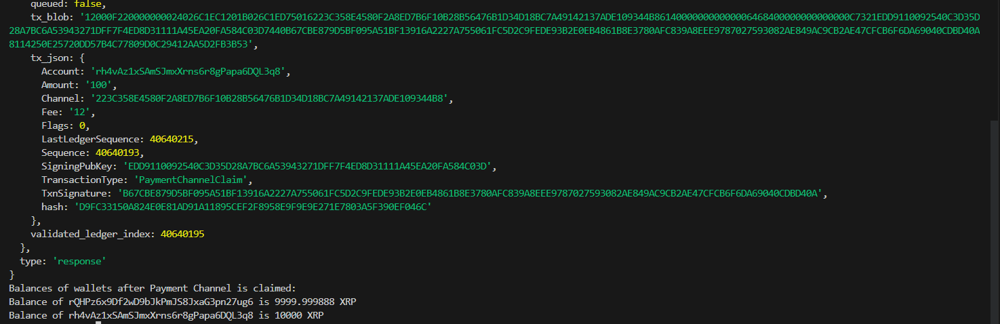 queued: false,
tx_blob: '12000F220000000024026C1EC1201B026C1ED75016223C358E4580F2A8ED7B6F10B28B56476B1D34D18BC7A49142137ADE109344B861400000000000006468400000000000000C7321EDD9110092540C3D35D
28A7BC6A53943271DFF7F4ED8D31111A45EA20FA584C03D7440B67CBE879D5BF095A51BF13916A2227A755061FC5D2C9FEDE93B2E0EB4861B8E3780AFC839A8EEE9787027593082AE849AC9CB2AE47CFCB6F6DA69040CDBD40A
8114250E25720DD57B4C77809D0C29412AA5D2FB3B53',
tx_json: {
Account: 'rh4vAz1xSAmSJmxXrns6r8gPapa6DQL3q8',
Amount: '100',
Channel: '223C358E4580F2A8ED7B6F10B28B56476B1D34D18BC7A49142137ADE109344B8',
Fee: '12',
Flags: 0,
LastLedgerSequence: 40640215,
Sequence: 40640193,
SigningPubKey: 'EDD9110092540C3D35D28A7BC6A53943271DFF7F4ED8D31111A45EA20FA584C03D',
TransactionType: 'PaymentChannelClaim',
TxnSignature: 'B67CBE879D5BF095A51BF13916A2227A755061FC5D2C9FEDE93B2E0EB4861B8E3780AFC839A8EEE9787027593082AE849AC9CB2AE47CFCB6F6DA69040CDBD40A',
hash: 'D9FC33150A824E0E81AD91A11895CEF2F8958E9F9E9E271E7803A5F390EF046C'
},
validated_ledger_index: 40640195
},
type: 'response'
}
Balances of wallets after Payment Channel is claimed:
Balance of rQHPz6x9Df2wD9bJkPmJS8JxaG3pn27ug6 is 9999.999888 XRP
Balance of rh4vAz1xSAmSJmxXrns6r8gPapa6DQL3q8 is 10000 XRP